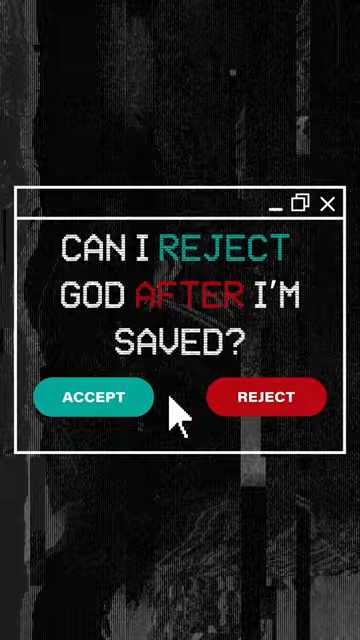 CAN I REJECT
GOD AFTER I'M
SAVED?
ACCEPT
REJECT